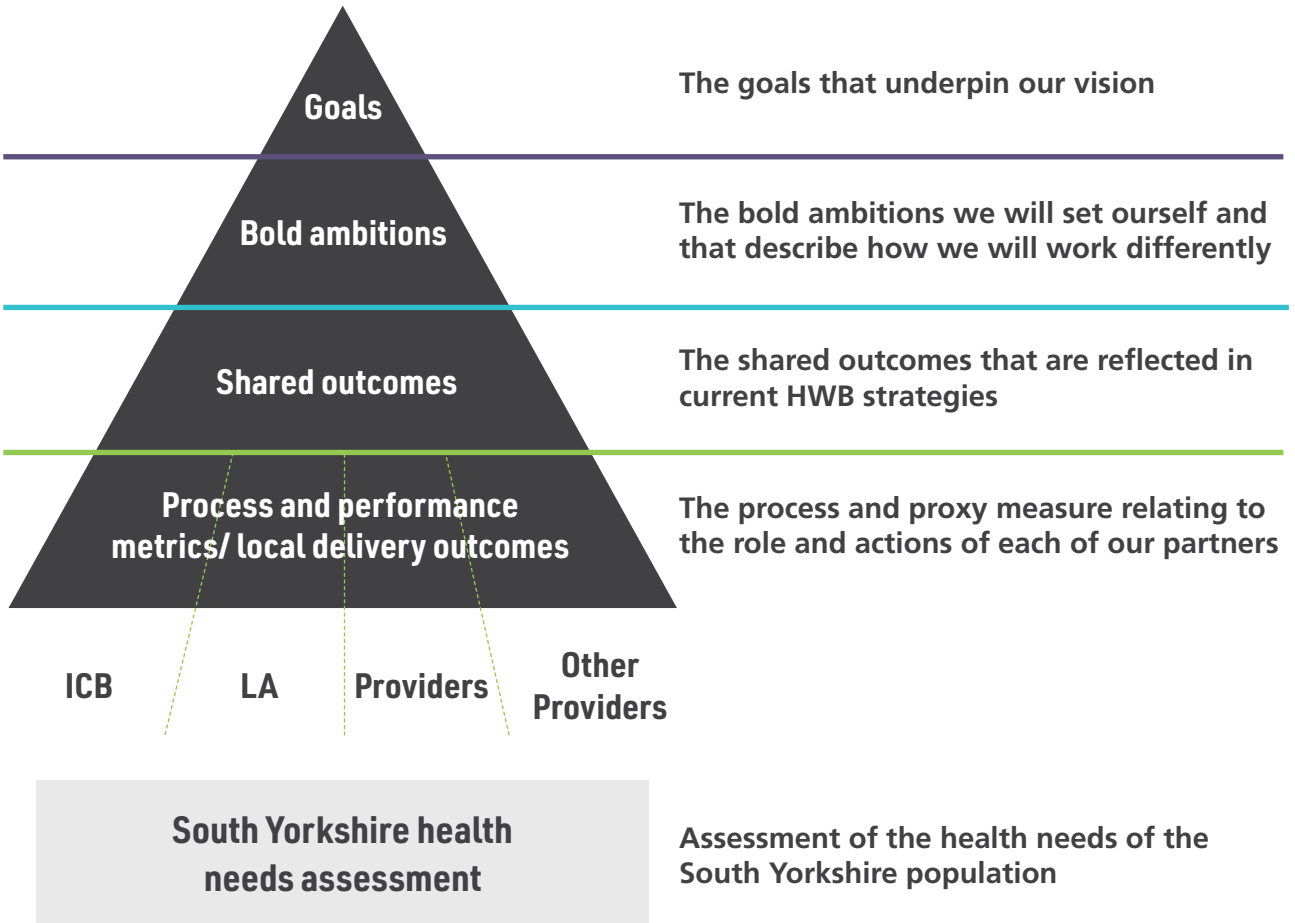 Goals
The goals that underpin our vision
Bold ambitions
The bold ambitions we will set ourself and
that describe how we will work differently
Shared outcomes
The shared outcomes that are reflected in
current HWB strategies
Process and performance
metrics/ local delivery outcomes
The process and proxy measure relating to
the role and actions of each of our partners
ICB
LA
Providers
Other
Providers
South Yorkshire health
needs assessment
Assessment of the health needs of the
South Yorkshire population